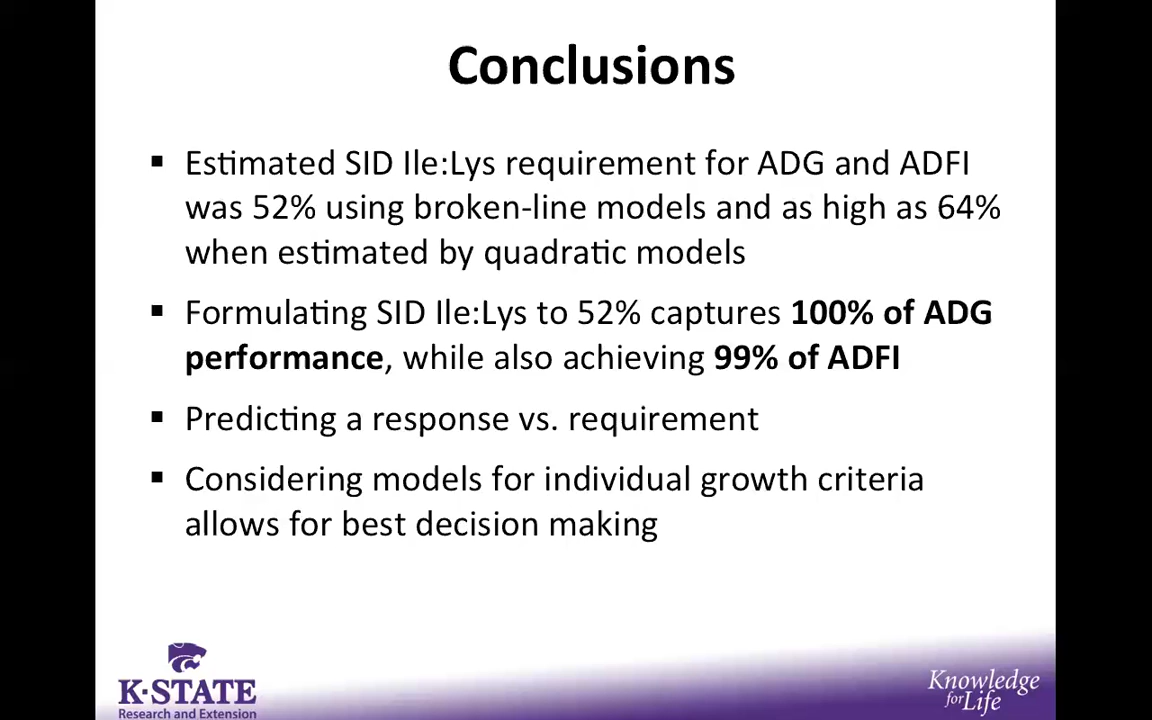 Conclusions
▪ Estimated SID Ile:Lys requirement for ADG and ADFI
was 52% using broken-line models and as high as 64%
when estimated by quadratic models
▪ Formulating SID Ile:Lys to 52% captures 100% of ADG
performance, while also achieving 99% of ADFI
▪ Predicting a response vs. requirement
▪ Considering models for individual growth criteria
allows for best decision making
K-STATE
Research and Extension
Knowledge
for Life